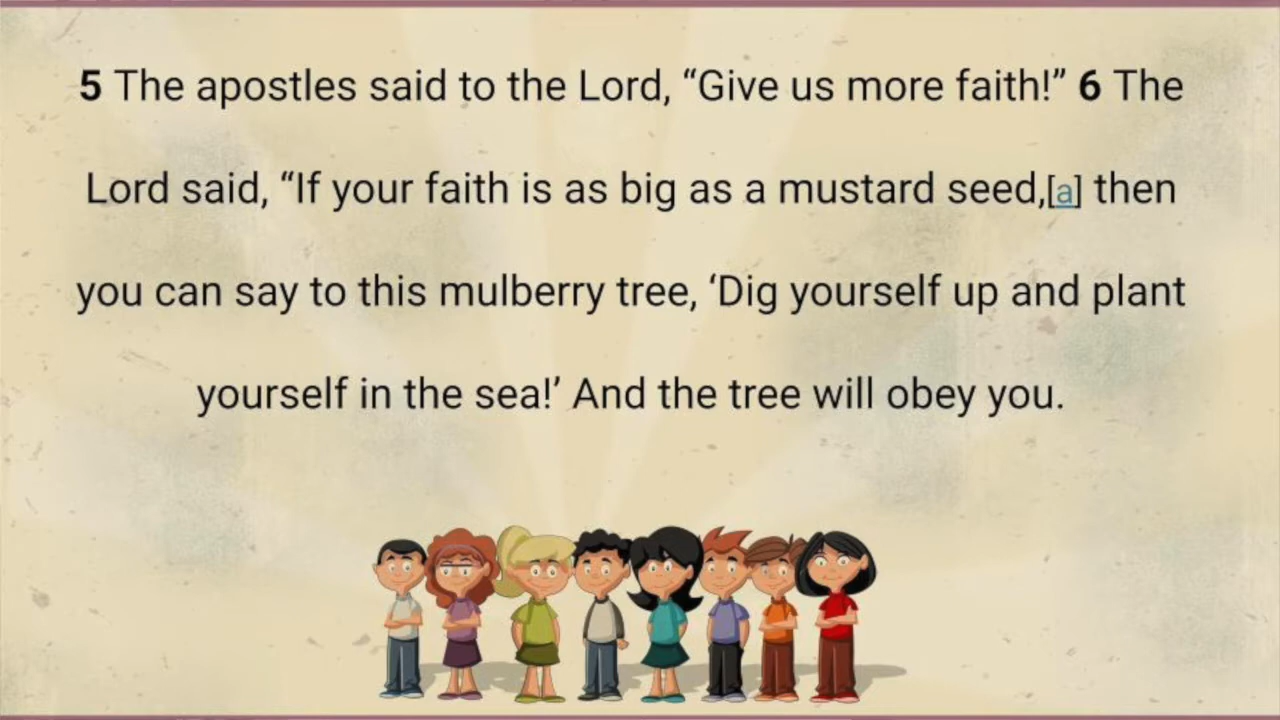 5 The apostles said to the Lord, “Give us more faith!” 6 The
Lord said, “If your faith is as big as a mustard seed,[a] then
you can say to this mulberry tree, ‘Dig yourself up and plant
yourself in the sea!’ And the tree will obey you.